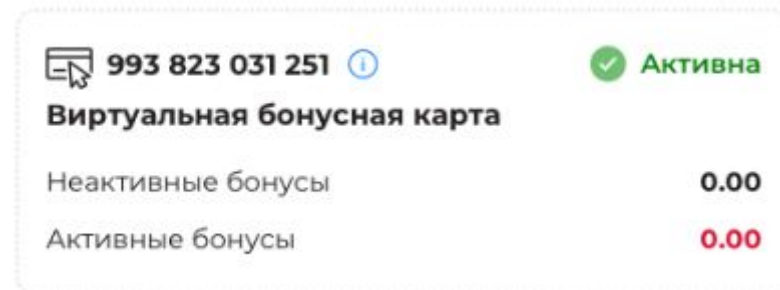 993 823 031 251 Активна
Виртуальная бонусная карта
Неактивные бонусы 0.00
Активные бонусы 0.00